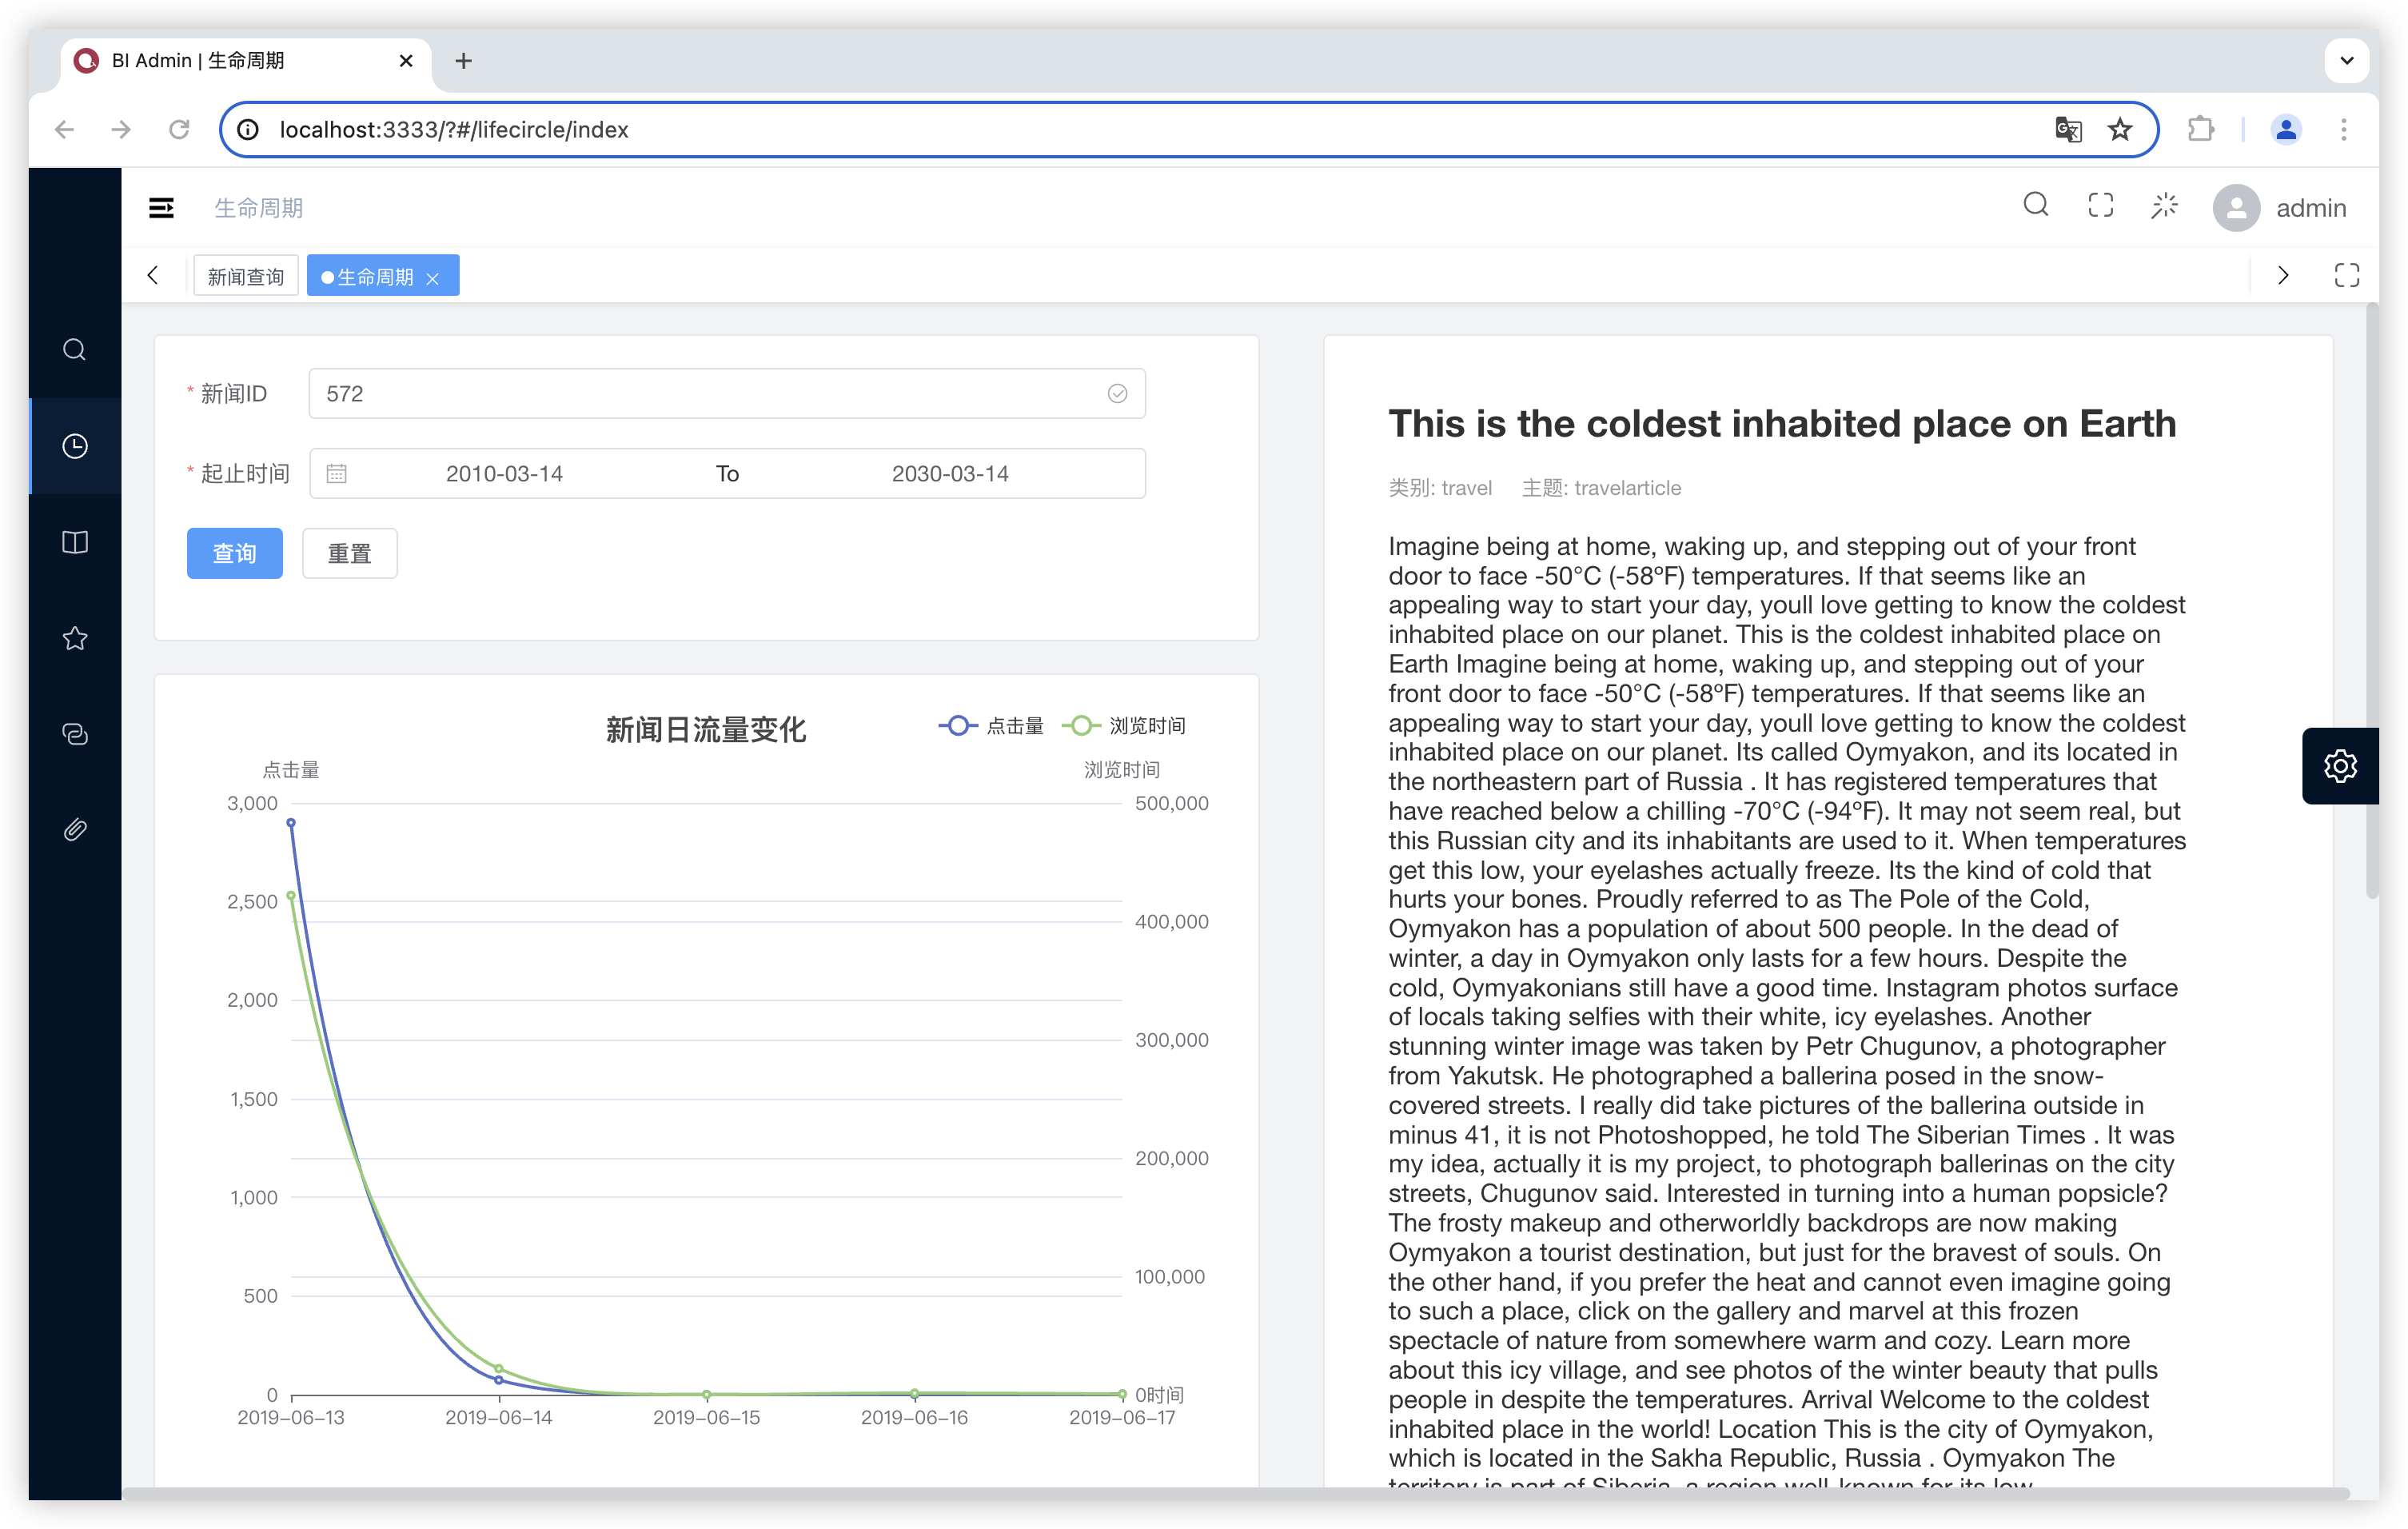 BI Admin | 生命周期
localhost:3333/?#/lifecircle/index
生命周期
admin
新闻查询
生命周期
* 新闻ID
572
* 起止时间
2010-03-14 To 2030-03-14
查询
重置
新闻日流量变化
点击量
浏览时间
点击量
浏览时间
3,000
2,500
2,000
1,500
1,000
500
0
500,000
400,000
300,000
200,000
100,000
0时间
2019-06-13
2019-06-14
2019-06-15
2019-06-16
2019-06-17
This is the coldest inhabited place on Earth
类别: travel 主题: travelarticle
Imagine being at home, waking up, and stepping out of your front
door to face -50°C (-58ºF) temperatures. If that seems like an
appealing way to start your day, youll love getting to know the coldest
inhabited place on our planet. This is the coldest inhabited place on
Earth Imagine being at home, waking up, and stepping out of your
front door to face -50°C (-58ºF) temperatures. If that seems like an
appealing way to start your day, youll love getting to know the coldest
inhabited place on our planet. Its called Oymyakon, and its located in
the northeastern part of Russia . It has registered temperatures that
have reached below a chilling -70°C (-94ºF). It may not seem real, but
this Russian city and its inhabitants are used to it. When temperatures
get this low, your eyelashes actually freeze. Its the kind of cold that
hurts your bones. Proudly referred to as The Pole of the Cold,
Oymyakon has a population of about 500 people. In the dead of
winter, a day in Oymyakon only lasts for a few hours. Despite the
cold, Oymyakonians still have a good time. Instagram photos surface
of locals taking selfies with their white, icy eyelashes. Another
stunning winter image was taken by Petr Chugunov, a photographer
from Yakutsk. He photographed a ballerina posed in the snow-
covered streets. I really did take pictures of the ballerina outside in
minus 41, it is not Photoshopped, he told The Siberian Times . It was
my idea, actually it is my project, to photograph ballerinas on the city
streets, Chugunov said. Interested in turning into a human popsicle?
The frosty makeup and otherworldly backdrops are now making
Oymyakon a tourist destination, but just for the bravest of souls. On
the other hand, if you prefer the heat and cannot even imagine going
to such a place, click on the gallery and marvel at this frozen
spectacle of nature from somewhere warm and cozy. Learn more
about this icy village, and see photos of the winter beauty that pulls
people in despite the temperatures. Arrival Welcome to the coldest
inhabited place in the world! Location This is the city of Oymyakon,
which is located in the Sakha Republic, Russia . Oymyakon The
territory is part of Siberia, a region well-known for its low